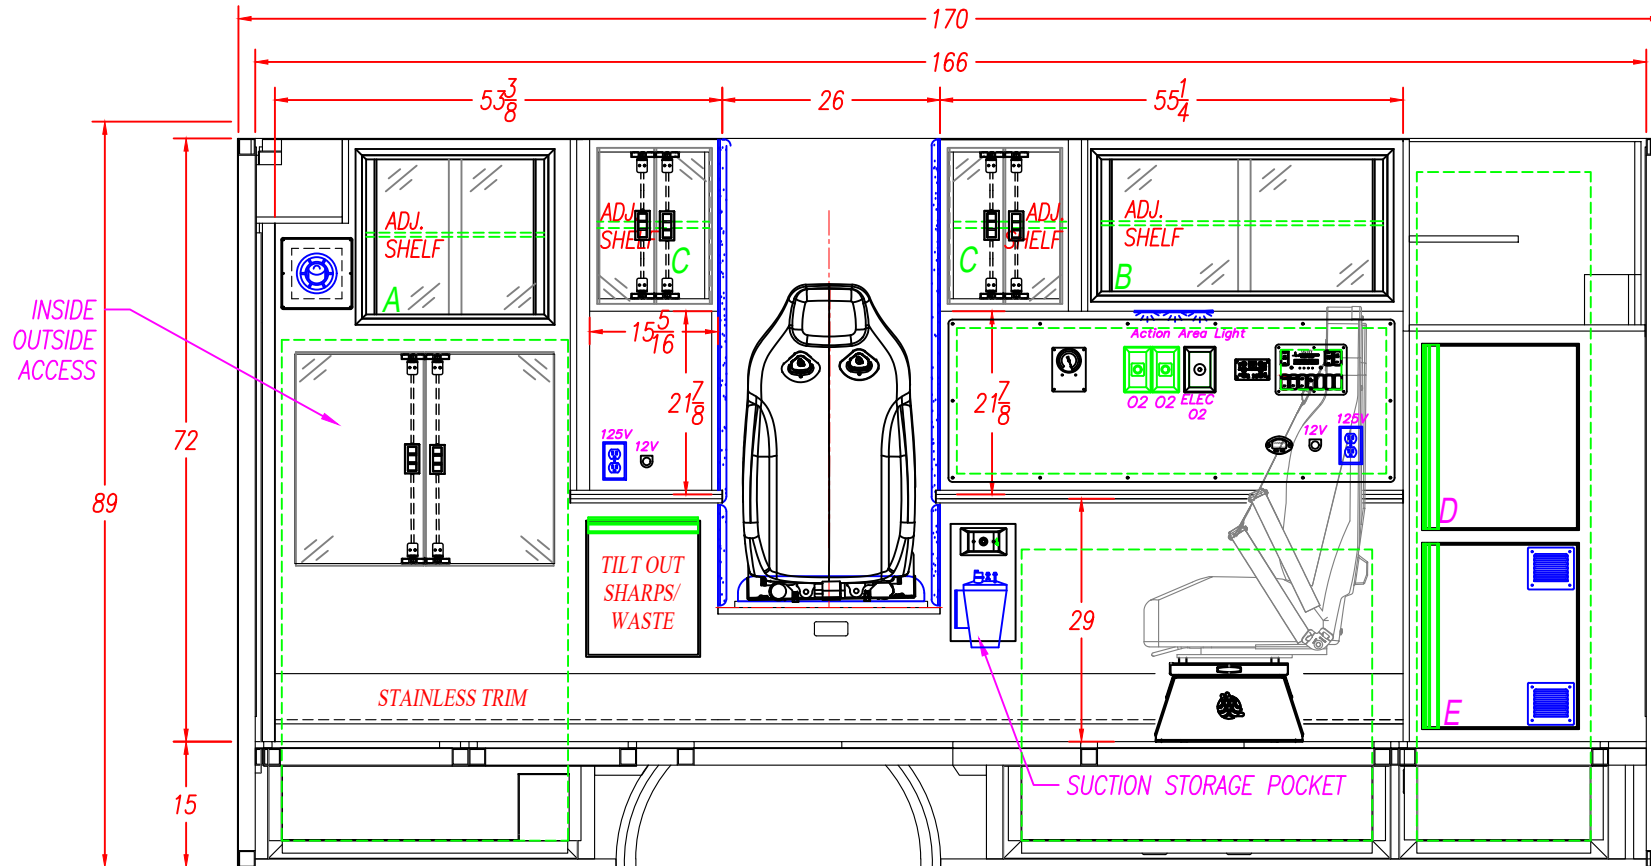 170
166
53 3/8
26
55 1/4
ADJ.
SHELF
A
ADJ.
SHELF
C
ADJ.
SHELF
C
ADJ.
SHELF
B
INSIDE
OUTSIDE
ACCESS
15 5/16
21 7/8
21 7/8
Action Area Light
O2 O2 ELEC
O2
125V
12V
12V
125V
72
89
D
TILT OUT
SHARPS/
WASTE
29
E
STAINLESS TRIM
SUCTION STORAGE POCKET
15